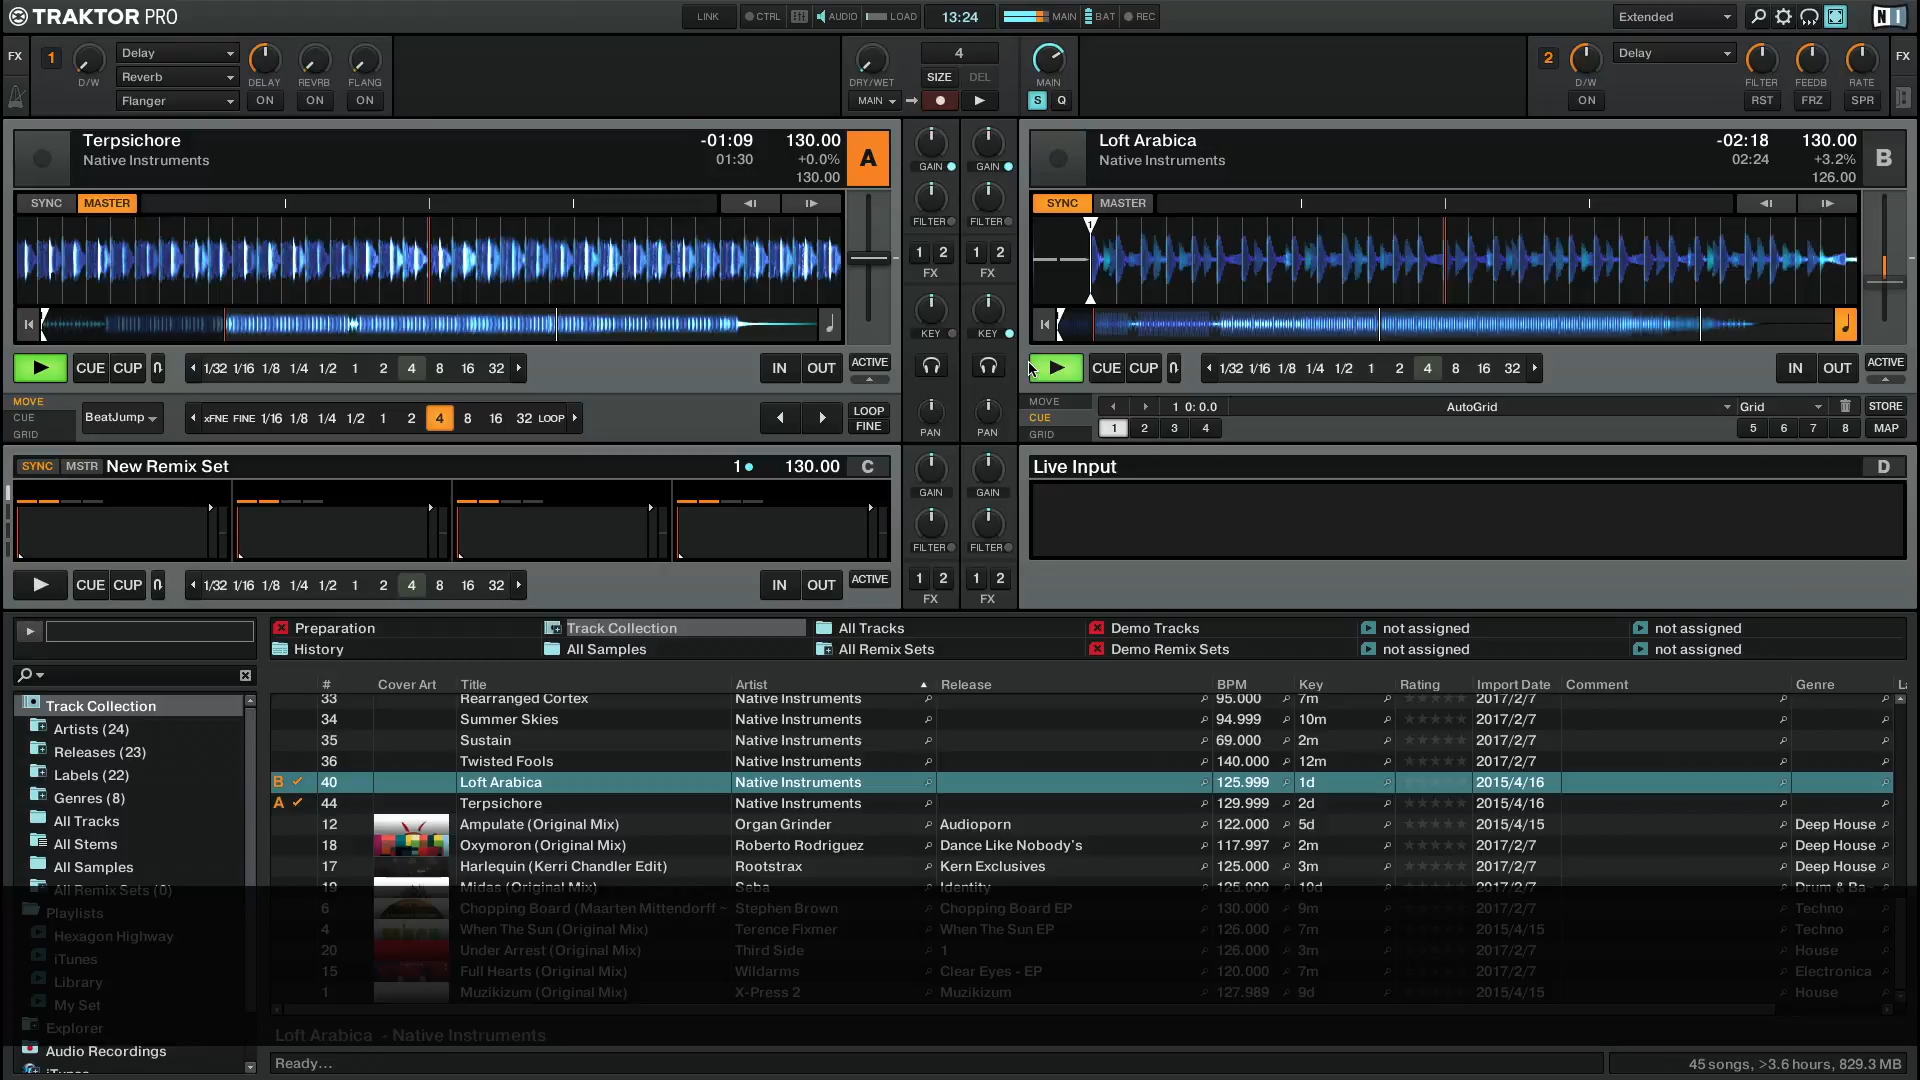 TRAKTOR PRO LINK CTRL AUDIO LOAD 13:24 MAIN BAT REC Extended
FX 1 D/W Delay Reverb Flanger DELAY REVRB FLANG ON ON ON
DRY/WET MAIN 4 SIZE DEL MAIN S Q
2 D/W ON Delay FILTER FEEDB RATE RST FRZ SPR FX
Terpsichore -01:09 130.00 A
Native Instruments 01:30 +0.0%
130.00
SYNC MASTER
GAIN GAIN
FILTER FILTER
1 2 1 2
FX FX
KEY KEY
PAN PAN
Loft Arabica -02:18 130.00 B
Native Instruments 02:24 +3.2%
126.00
SYNC MASTER
1
CUE CUP 1/32 1/16 1/8 1/4 1/2 1 2 4 8 16 32 IN OUT ACTIVE
CUE CUP 1/32 1/16 1/8 1/4 1/2 1 2 4 8 16 32 IN OUT ACTIVE
MOVE CUE GRID BeatJump xFNE FINE 1/16 1/8 1/4 1/2 1 2 4 8 16 32 LOOP LOOP FINE
MOVE CUE GRID 1 0: 0.0 AutoGrid Grid STORE
1 2 3 4 5 6 7 8 MAP
SYNC MSTR New Remix Set 1 130.00 C
GAIN GAIN
FILTER FILTER
1 2 1 2
FX FX
Live Input D
CUE CUP 1/32 1/16 1/8 1/4 1/2 1 2 4 8 16 32 IN OUT ACTIVE
Preparation Track Collection All Tracks Demo Tracks not assigned not assigned
History All Samples All Remix Sets Demo Remix Sets not assigned not assigned
Track Collection
Artists (24)
Releases (23)
Labels (22)
Genres (8)
All Tracks
All Stems
All Samples
All Remix Sets (0)
Playlists
Hexagon Highway
iTunes
Library
My Set
Explorer
Audio Recordings
iTunes
# Cover Art Title Artist Release BPM Key Rating Import Date Comment Genre
33 Rearranged Cortex Native Instruments 95.000 7m 2017/2/7
34 Summer Skies Native Instruments 94.999 10m 2017/2/7
35 Sustain Native Instruments 69.000 2m 2017/2/7
36 Twisted Fools Native Instruments 140.000 12m 2017/2/7
B 40 Loft Arabica Native Instruments 125.999 1d 2015/4/16
A 44 Terpsichore Native Instruments 129.999 2d 2015/4/16
12 Ampulate (Original Mix) Organ Grinder Audioporn 122.000 5d 2015/4/15 Deep House
18 Oxymoron (Original Mix) Roberto Rodriguez Dance Like Nobody's 117.997 2m 2017/2/7 Deep House
17 Harlequin (Kerri Chandler Edit) Rootstrax Kern Exclusives 125.000 3m 2017/2/7 Deep House
19 Midas (Original Mix) Seba Identity 125.000 10d 2017/2/7 Drum & Ba~
6 Chopping Board (Maarten Mittendorff ~ Stephen Brown Chopping Board EP 130.000 9m 2017/2/7 Techno
4 When The Sun (Original Mix) Terence Fixmer When The Sun EP 126.000 7m 2015/4/15 Techno
20 Under Arrest (Original Mix) Third Side 1 126.000 3m 2017/2/7 House
15 Full Hearts (Original Mix) Wildarms Clear Eyes - EP 120.000 7m 2017/2/7 Electronica
1 Muzikizum (Original Mix) X-Press 2 Muzikizum 127.989 9d 2015/4/15 House
Loft Arabica - Native Instruments
Ready... 45 songs, >3.6 hours, 829.3 MB